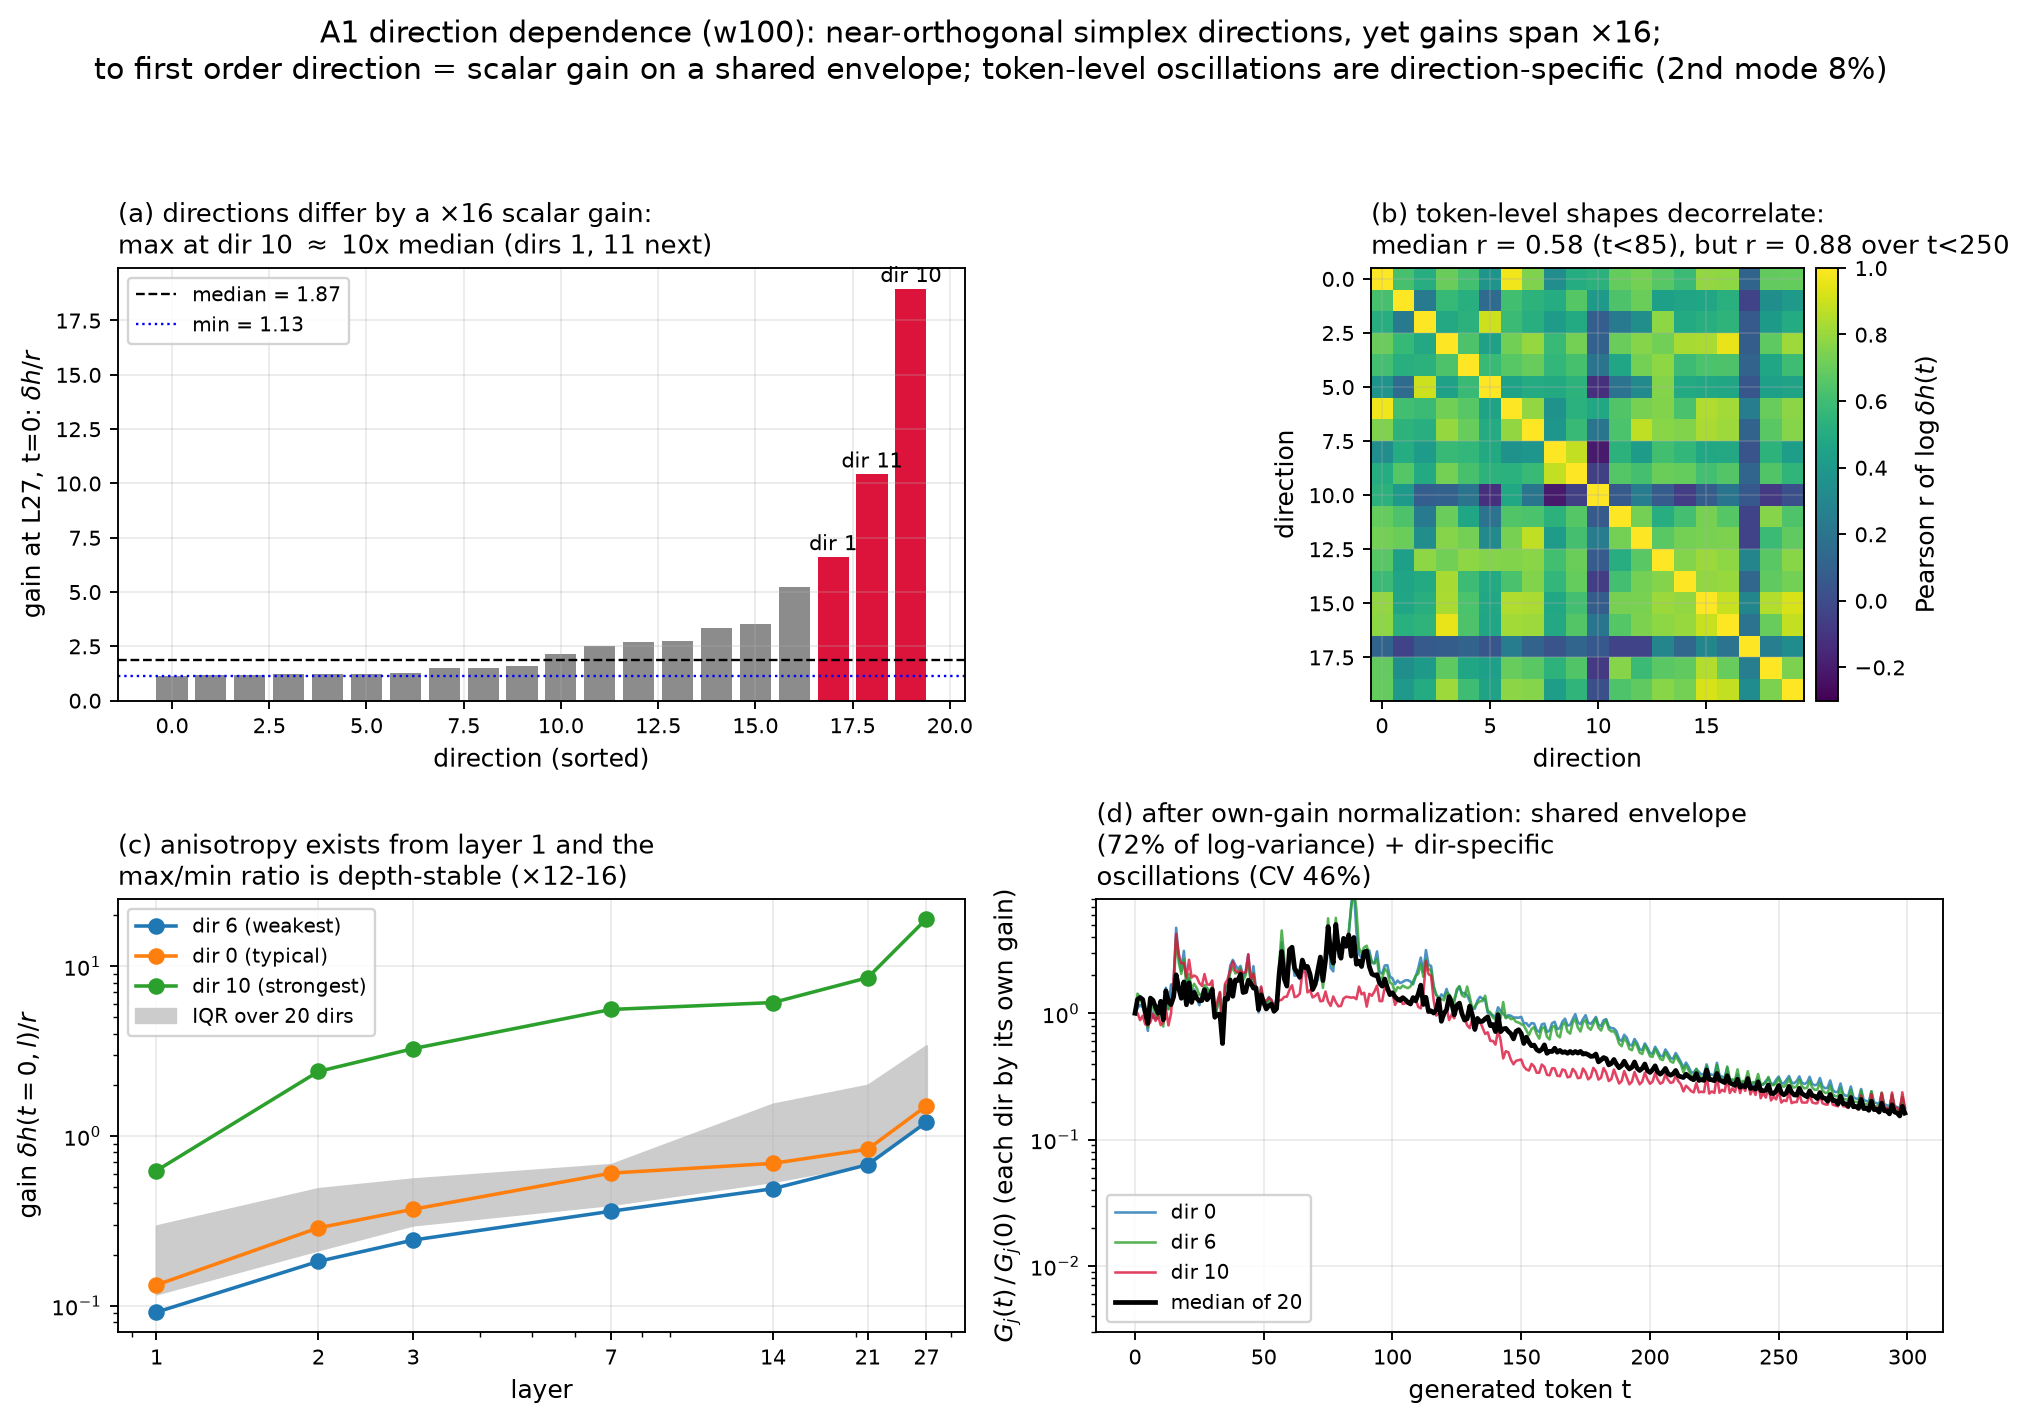 A1 direction dependence (w100): near-orthogonal simplex directions, yet gains span ×16;
to first order direction = scalar gain on a shared envelope; token-level oscillations are direction-specific (2nd mode 8%)
(a) directions differ by a ×16 scalar gain:
max at dir 10 ≈ 10x median (dirs 1, 11 next)
median = 1.87
min = 1.13
dir 10
dir 11
dir 1
17.5
15.0
12.5
10.0
7.5
5.0
2.5
0.0
gain at L27, t=0: δh/r
0.0 2.5 5.0 7.5 10.0 12.5 15.0 17.5 20.0
direction (sorted)
(b) token-level shapes decorrelate:
median r = 0.58 (t<85), but r = 0.88 over t<250
0.0
2.5
5.0
7.5
10.0
12.5
15.0
17.5
direction
0 5 10 15
direction
1.0
0.8
0.6
0.4
0.2
0.0
−0.2
Pearson r of log δh(t)
(c) anisotropy exists from layer 1 and the
max/min ratio is depth-stable (×12-16)
dir 6 (weakest)
dir 0 (typical)
dir 10 (strongest)
IQR over 20 dirs
10¹
10⁰
10⁻¹
gain δh(t = 0, l)/r
1 2 3 7 14 21 27
layer
(d) after own-gain normalization: shared envelope
(72% of log-variance) + dir-specific
oscillations (CV 46%)
10⁰
10⁻¹
10⁻²
G_j(t) / G_j(0) (each dir by its own gain)
dir 0
dir 6
dir 10
median of 20
0 50 100 150 200 250 300
generated token t